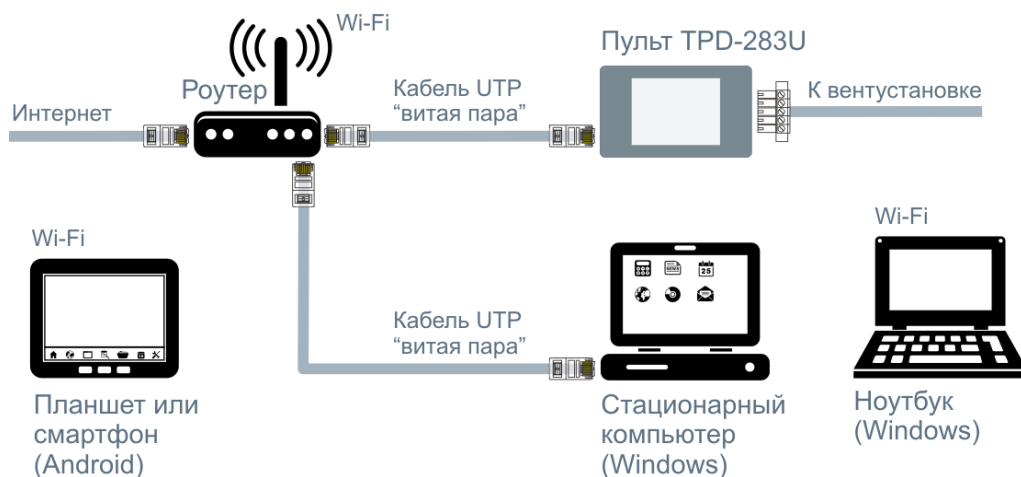 Wi-Fi
Пульт TPD-283U
Роутер
Интернет
Кабель UTP
“витая пара”
К вентустановке
Wi-Fi
Wi-Fi
25
Кабель UTP
“витая пара”
Планшет или
смартфон
(Android)
Стационарный
компьютер
(Windows)
Ноутбук
(Windows)